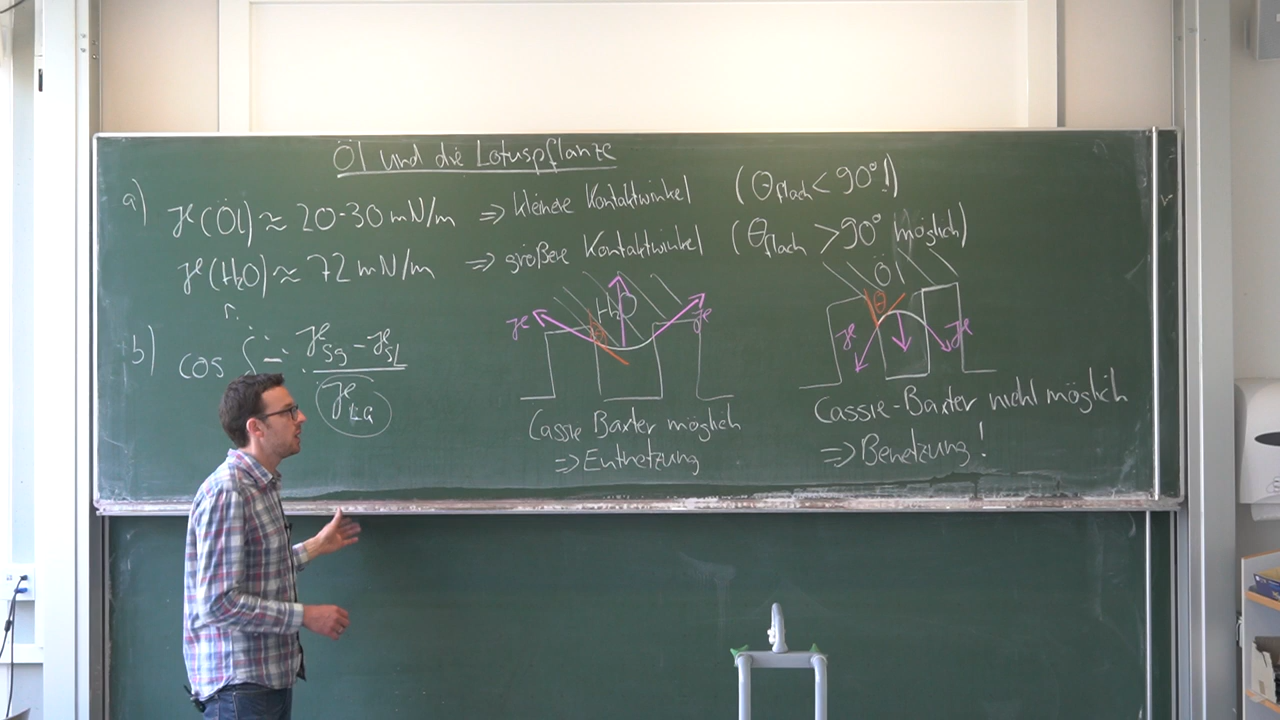 Öl und die Lotuspflanze
a) γ(Öl) ≈ 20-30 mN/m ⇒ kleinere Kontaktwinkel (θflach < 90°!)
γ(H₂O) ≈ 72 mN/m ⇒ größere Kontaktwinkel (θflach > 90° möglich)
b) cos = γsg - γsL
γLg
γ θ H₂O γ
Cassie Baxter möglich
⇒ Entnetzung
Öl
γ θ γ
Cassie-Baxter nicht möglich
⇒ Benetzung!